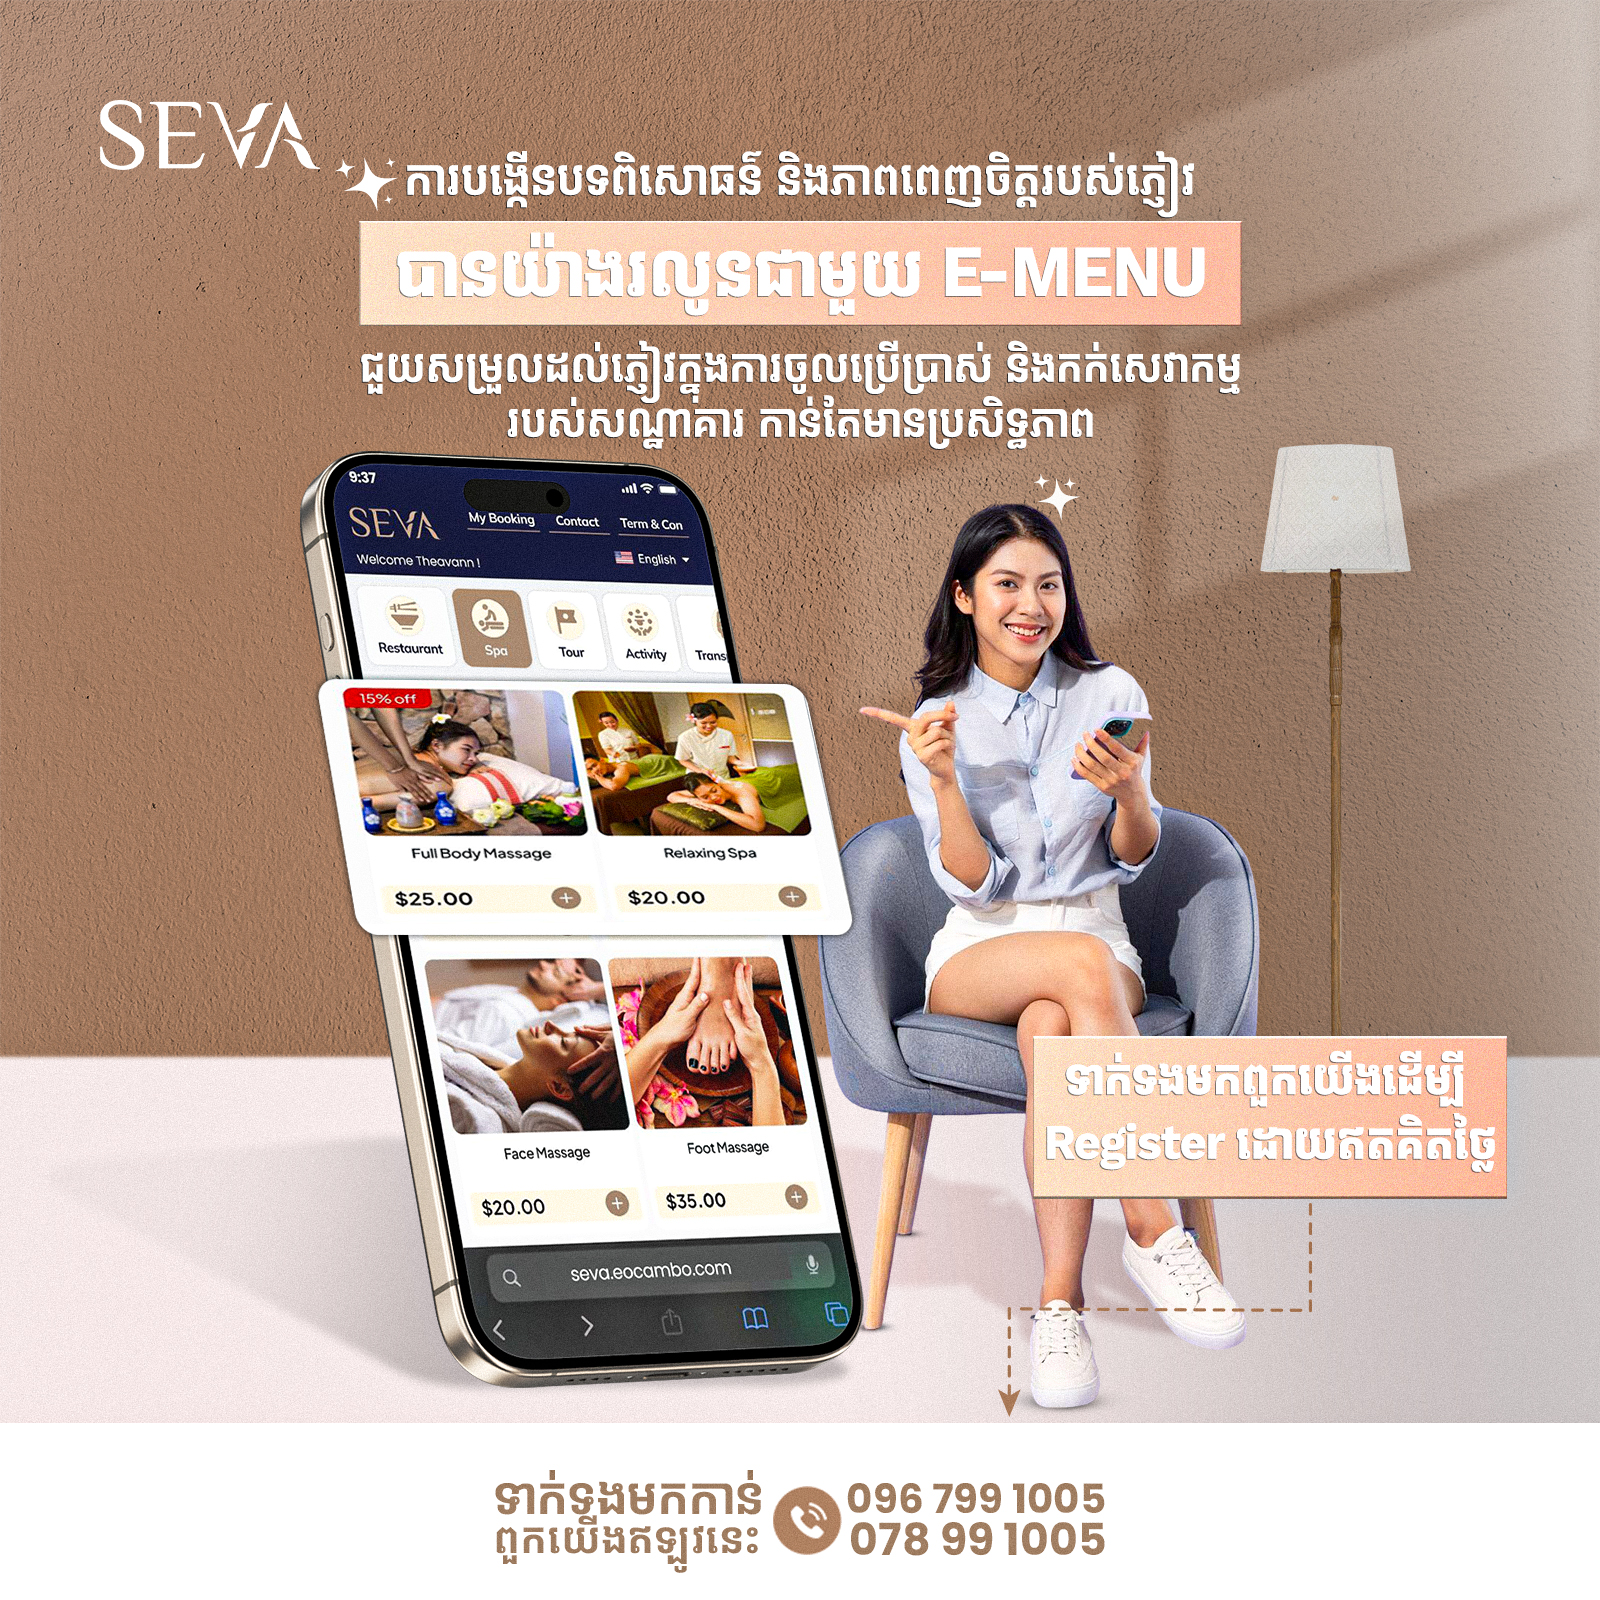 SEVA
ការបង្កើនបទពិសោធន៍ និងភាពពេញចិត្តរបស់ភ្ញៀវ
បានយ៉ាងរលូនជាមួយ E-MENU
ជួយសម្រួលដល់ភ្ញៀវក្នុងការចូលប្រើប្រាស់ និងកក់សេវាកម្ម
របស់សណ្ឋាគារ កាន់តែមានប្រសិទ្ធភាព
9:37
SEVA
My Booking Contact Term & Con
Welcome Theavann !
English
Restaurant Spa Tour Activity Trans
15% off
Full Body Massage Relaxing Spa
$25.00 $20.00
Face Massage Foot Massage
$20.00 $35.00
seva.eocambo.com
ទាក់ទងមកពួកយើងដើម្បី
Register ដោយឥតគិតថ្លៃ
ទាក់ទងមកកាន់
ពួកយើងឥឡូវនេះ
096 799 1005
078 99 1005